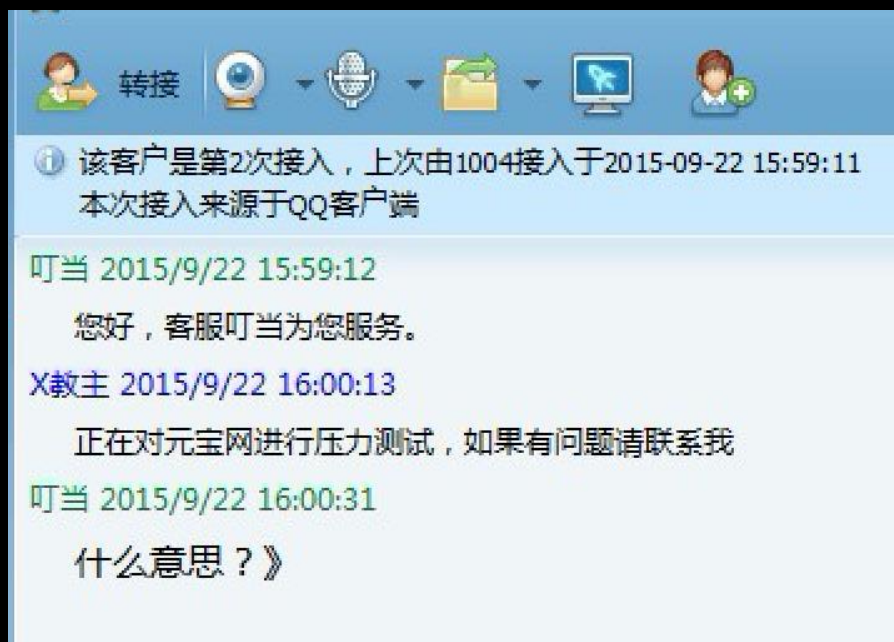 转接
该客户是第2次接入，上次由1004接入于2015-09-22 15:59:11
本次接入来源于QQ客户端
叮当 2015/9/22 15:59:12
您好，客服叮当为您服务。
X教主 2015/9/22 16:00:13
正在对元宝网进行压力测试，如果有问题请联系我
叮当 2015/9/22 16:00:31
什么意思？》